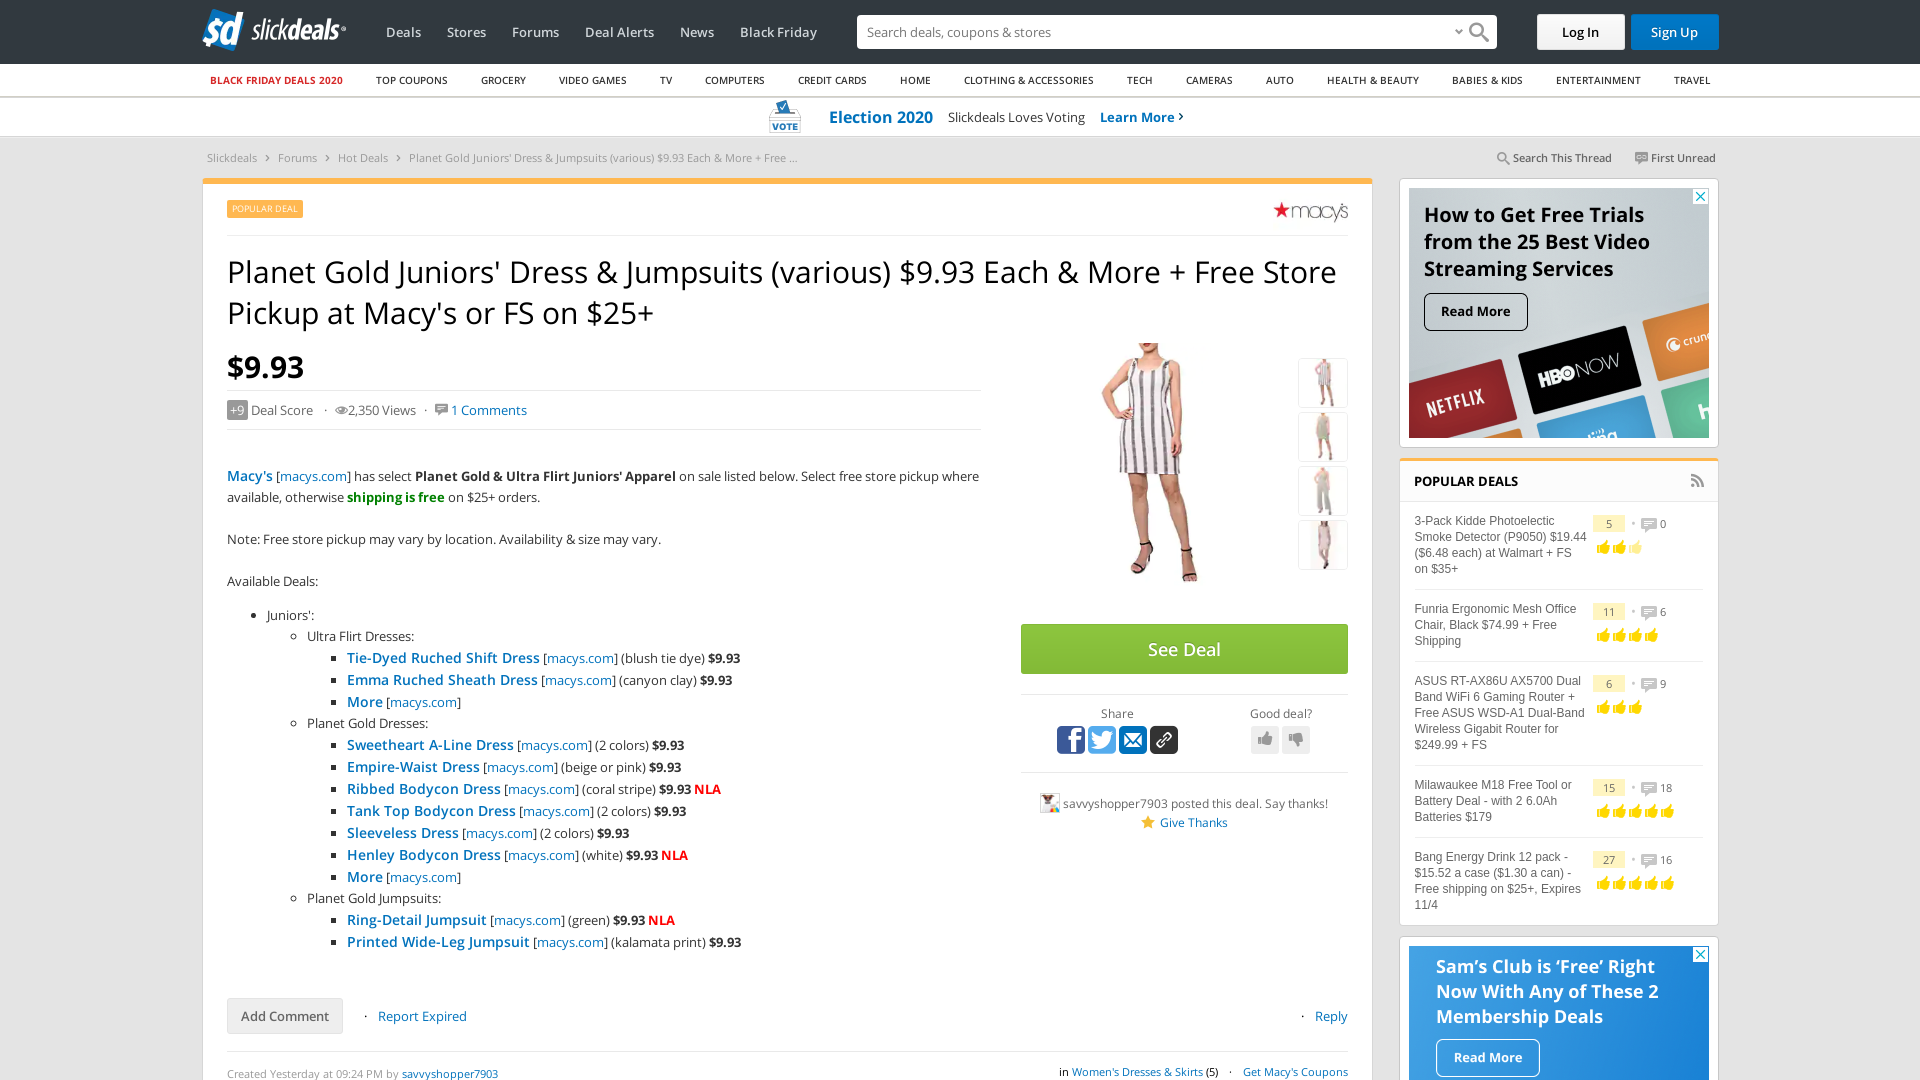 slickdeals
Deals
Stores
Forums
Deal Alerts
News
Black Friday
Search deals, coupons & shops
Log In
Sign Up
BLACK FRIDAY DEALS 2020
TOP COUPONS
GROCERY
VIDEO GAMES
TV
COMPUTERS
CREDIT CARDS
HOME
CLOTHING & ACCESSORIES
TECH
CAMERAS
AUTO
HEALTH & BEAUTY
BABIES & KIDS
ENTERTAINMENT
TRAVEL
VOTE
Election 2020 Slickdeals Loves Voting Learn More
Slickdeals > Forums > Hot Deals > Planet Gold Juniors' Dress & Jumpsuits (various) $9.93 Each & More + Free ...
Search This Thread
First Unread
POPULAR DEAL
macy's
Planet Gold Juniors' Dress & Jumpsuits (various) $9.93 Each & More + Free Store
Pickup at Macy's or FS on $25+
$9.93
+9 Deal Score · 2,350 Views · 1 Comments
Macy's [macys.com] has select Planet Gold & Ultra Flirt Juniors' Apparel on sale listed below. Select free store pickup where
available, otherwise shipping is free on $25+ orders.
Note: Free store pickup may vary by location. Availability & size may vary.
Available Deals:
Juniors':
Ultra Flirt Dresses:
Tie-Dyed Ruched Shift Dress [macys.com] (blush tie dye) $9.93
Emma Ruched Sheath Dress [macys.com] (canyon clay) $9.93
More [macys.com]
Planet Gold Dresses:
Sweetheart A-Line Dress [macys.com] (2 colors) $9.93
Empire-Waist Dress [macys.com] (beige or pink) $9.93
Ribbed Bodycon Dress [macys.com] (coral stripe) $9.93 NLA
Tank Top Bodycon Dress [macys.com] (2 colors) $9.93
Sleeveless Dress [macys.com] (2 colors) $9.93
Henley Bodycon Dress [macys.com] (white) $9.93 NLA
More [macys.com]
Planet Gold Jumpsuits:
Ring-Detail Jumpsuit [macys.com] (green) $9.93 NLA
Printed Wide-Leg Jumpsuit [macys.com] (kalamata print) $9.93
See Deal
Share
Good deal?
savvyshopper7903 posted this deal. Say thanks!
Give Thanks
Add Comment · Report Expired
· Reply
Created Yesterday at 09:24 PM by savvyshopper7903
in Women's Dresses & Skirts (5) · Get Macy's Coupons
How to Get Free Trials
from the 25 Best Video
Streaming Services
Read More
NETFLIX
HBO NOW
crunc
POPULAR DEALS
3-Pack Kidde Photoelectic
Smoke Detector (P9050) $19.44
($6.48 each) at Walmart + FS
on $35+
5 • 0
Funria Ergonomic Mesh Office
Chair, Black $74.99 + Free
Shipping
11 • 6
ASUS RT-AX86U AX5700 Dual
Band WiFi 6 Gaming Router +
Free ASUS WSD-A1 Dual-Band
Wireless Gigabit Router for
$249.99 + FS
6 • 9
Milawaukee M18 Free Tool or
Battery Deal - with 2 6.0Ah
Batteries $179
15 • 18
Bang Energy Drink 12 pack -
$15.52 a case ($1.30 a can) -
Free shipping on $25+, Expires
11/4
27 • 16
Sam's Club is 'Free' Right
Now With Any of These 2
Membership Deals
Read More